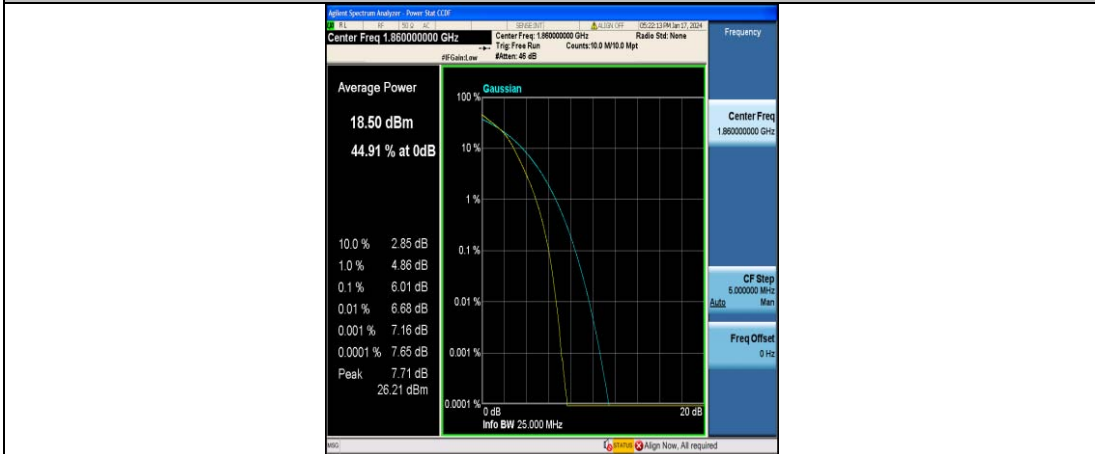 Agilent Spectrum Analyzer - Power Stat CCDF
RL RF 50 Ω AC SENSE:INT ALIGN OFF 05:22:13 PM Jan 17, 2024
Center Freq 1.860000000 GHz
Center Freq: 1.860000000 GHz Radio Std: None
Trig: Free Run Counts:10.0 M/10.0 Mpt
#IFGain:Low #Atten: 46 dB
Frequency
Average Power
18.50 dBm
44.91 % at 0dB
10.0 % 2.85 dB
1.0 % 4.86 dB
0.1 % 6.01 dB
0.01 % 6.68 dB
0.001 % 7.16 dB
0.0001 % 7.65 dB
Peak 7.71 dB
26.21 dBm
Gaussian
100 %
10 %
1 %
0.1 %
0.01 %
0.001 %
0.0001 %
0 dB 20 dB
Info BW 25.000 MHz
Center Freq
1.860000000 GHz
CF Step
5.000000 MHz
Auto Man
Freq Offset
0 Hz
MSG STATUS Align Now, All required